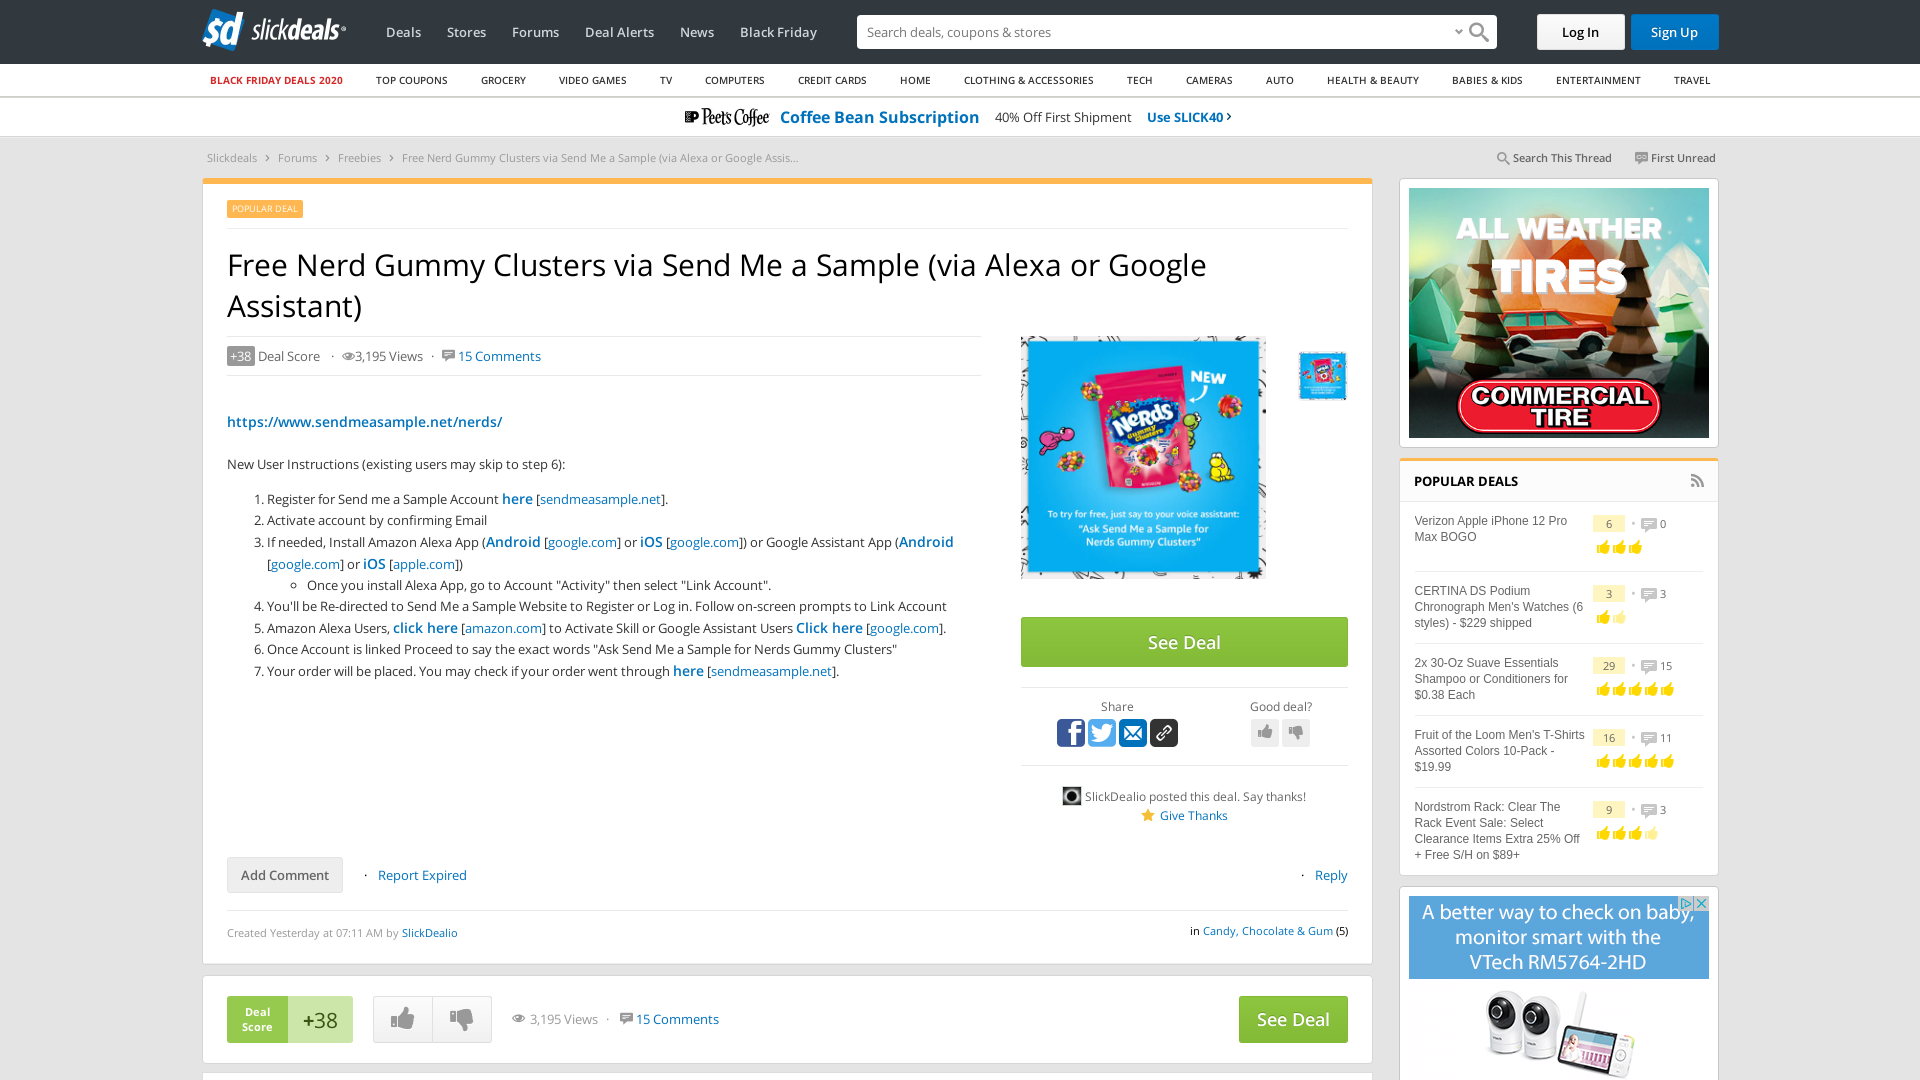 slickdeals
Deals
Stores
Forums
Deal Alerts
News
Black Friday
Search deals, coupons & stores
Log In
Sign Up
BLACK FRIDAY DEALS 2020
TOP COUPONS
GROCERY
VIDEO GAMES
TV
COMPUTERS
CREDIT CARDS
HOME
CLOTHING & ACCESSORIES
TECH
CAMERAS
AUTO
HEALTH & BEAUTY
BABIES & KIDS
ENTERTAINMENT
TRAVEL
Peet's Coffee Coffee Bean Subscription 40% Off First Shipment Use SLICK40 ›
Slickdeals › Forums › Freebies › Free Nerd Gummy Clusters via Send Me a Sample (via Alexa or Google Assis...
Search This Thread
First Unread
POPULAR DEAL
Free Nerd Gummy Clusters via Send Me a Sample (via Alexa or Google
Assistant)
+38 Deal Score · 3,195 Views · 15 Comments
https://www.sendmeasample.net/nerds/
New User Instructions (existing users may skip to step 6):
1. Register for Send me a Sample Account here [sendmeasample.net].
2. Activate account by confirming Email
3. If needed, Install Amazon Alexa App (Android [google.com] or iOS [google.com]) or Google Assistant App (Android
[google.com] or iOS [apple.com])
Once you install Alexa App, go to Account "Activity" then select "Link Account".
4. You'll be Re-directed to Send Me a Sample Website to Register or Log in. Follow on-screen prompts to Link Account
5. Amazon Alexa Users, click here [amazon.com] to Activate Skill or Google Assistant Users Click here [google.com].
6. Once Account is linked Proceed to say the exact words "Ask Send Me a Sample for Nerds Gummy Clusters"
7. Your order will be placed. You may check if your order went through here [sendmeasample.net].
NEW
Nerds
Gummy
Clusters
To try for free, just say to your voice assistant:
"Ask Send Me a Sample for
Nerds Gummy Clusters"
See Deal
Share
Good deal?
SlickDealio posted this deal. Say thanks!
Give Thanks
Add Comment
· Report Expired
· Reply
Created Yesterday at 07:11 AM by SlickDealio
in Candy, Chocolate & Gum (5)
Deal
Score
+38
3,195 Views · 15 Comments
See Deal
ALL WEATHER
TIRES
COMMERCIAL
TIRE
POPULAR DEALS
Verizon Apple iPhone 12 Pro
Max BOGO
6 · 0
CERTINA DS Podium
Chronograph Men's Watches (6
styles) - $229 shipped
3 · 3
2x 30-Oz Suave Essentials
Shampoo or Conditioners for
$0.38 Each
29 · 15
Fruit of the Loom Men's T-Shirts
Assorted Colors 10-Pack -
$19.99
16 · 11
Nordstrom Rack: Clear The
Rack Event Sale: Select
Clearance Items Extra 25% Off
+ Free S/H on $89+
9 · 3
A better way to check on baby,
monitor smart with the
VTech RM5764-2HD